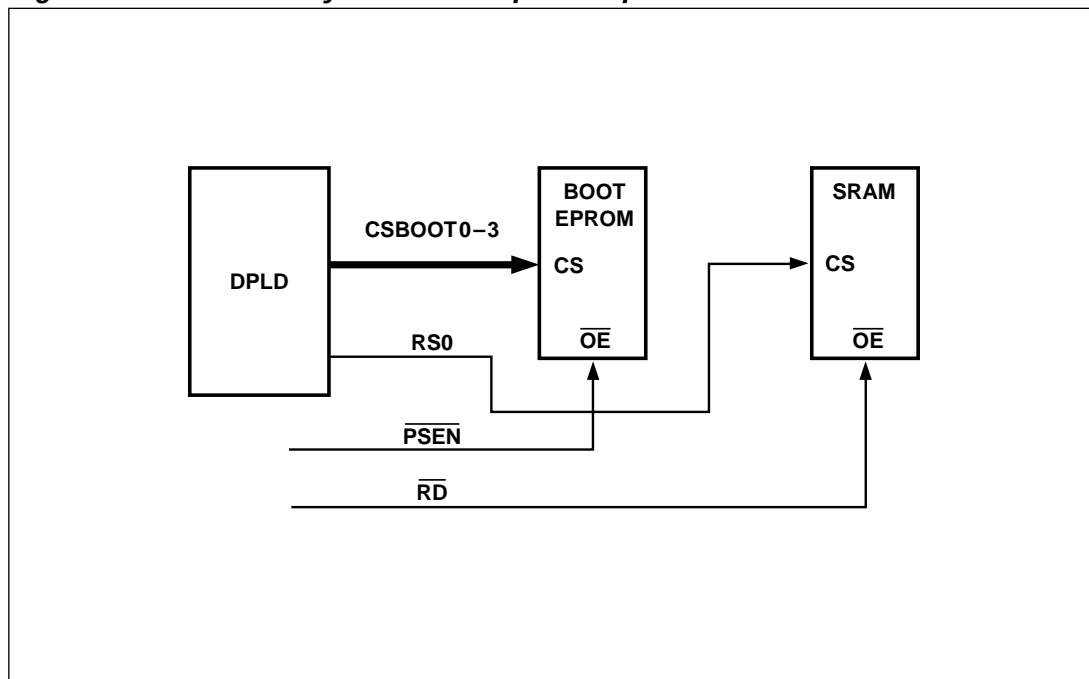 BOOT
EPROM
SRAM
CSBOOT0–3
CS
CS
DPLD
OE
OE
RS0
PSEN
RD